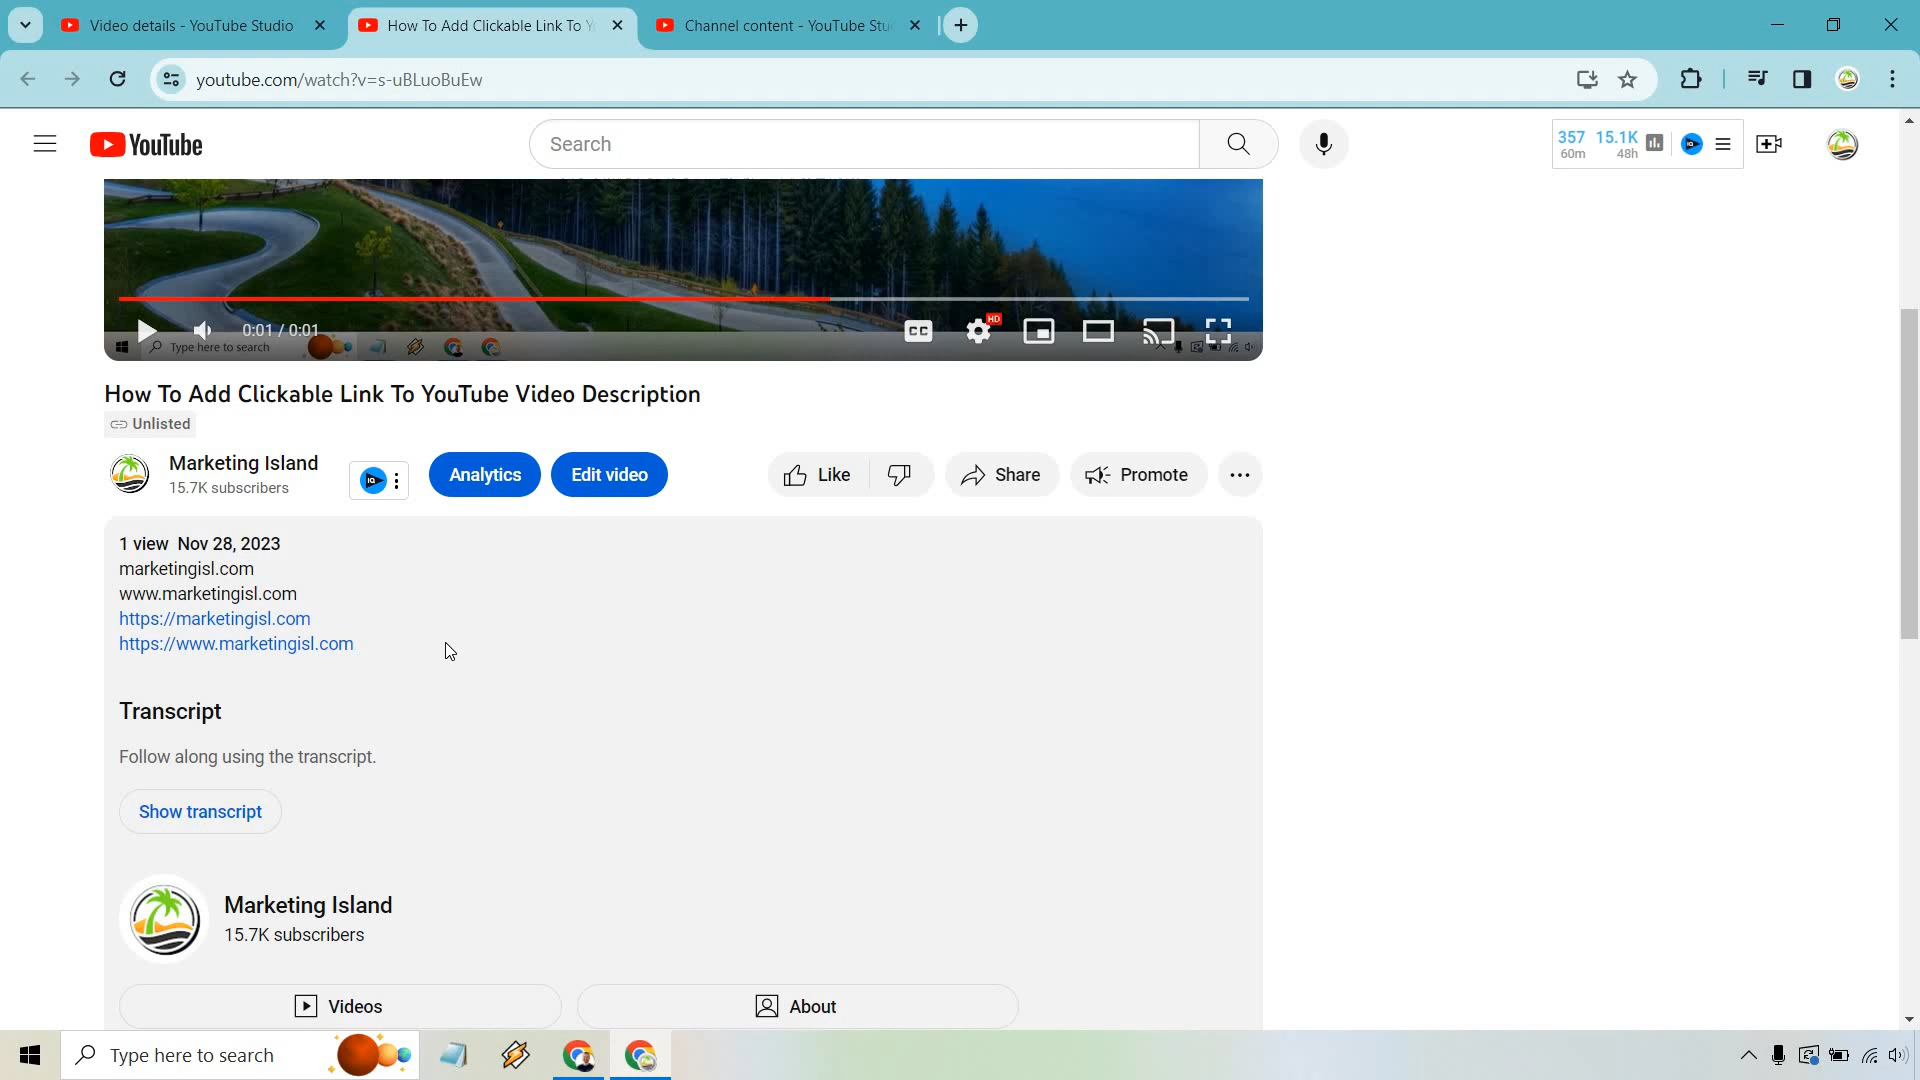 Video details - YouTube Studio
How To Add Clickable Link To Y
Channel content - YouTube Stu
youtube.com/watch?v=s-uBLuoBuEw
YouTube
Search
357 15.1K
60m 48h
IQ
HD
CC
0:01 / 0:01
Type here to search
How To Add Clickable Link To YouTube Video Description
Unlisted
Marketing Island
15.7K subscribers
IQ
Analytics
Edit video
Like
Share
Promote
1 view Nov 28, 2023
marketingisl.com
www.marketingisl.com
https://marketingisl.com
https://www.marketingisl.com
Transcript
Follow along using the transcript.
Show transcript
Marketing Island
15.7K subscribers
Videos
About
Type here to search